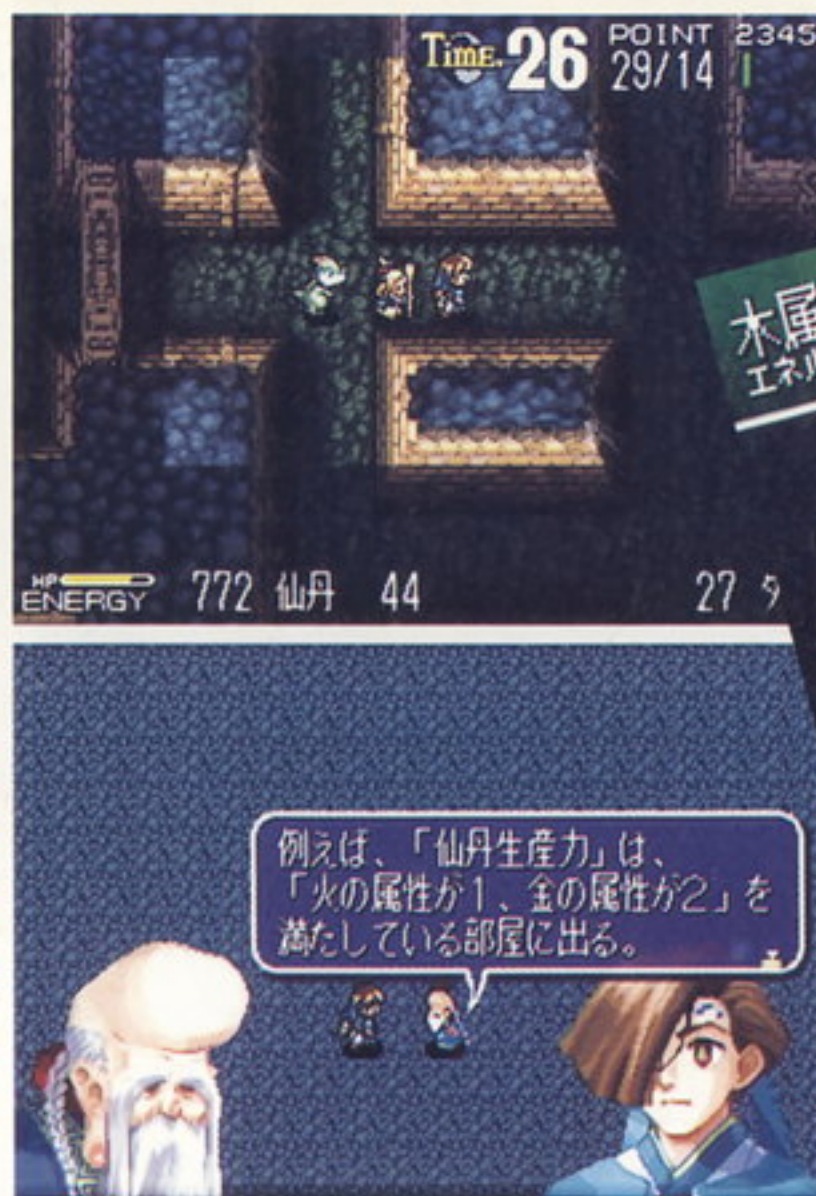 Time. 26
POINT 2345
29/14
木属
エネル
HP
ENERGY 772 仙丹 44 27 夕
例えば、「仙丹生産力」は、
「火の属性が1、金の属性が2」を
満たしている部屋に出る。